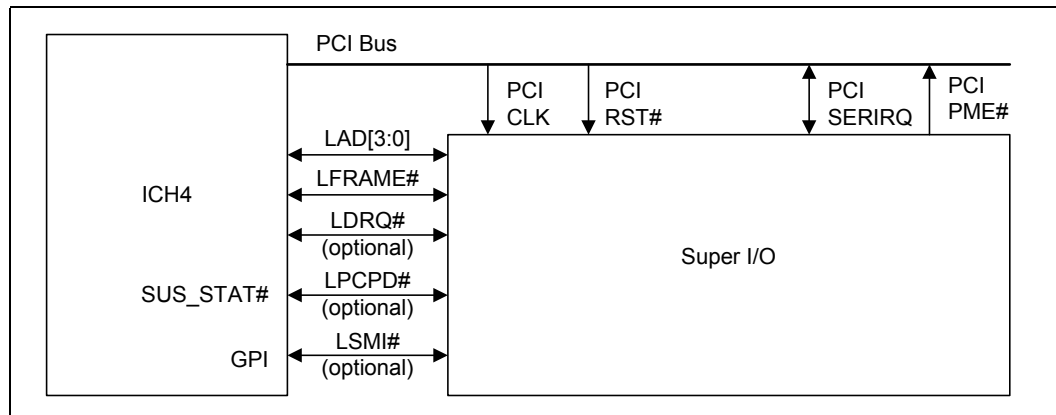 PCI Bus
PCI
CLK
PCI
RST#
PCI
SERIRQ
PCI
PME#
LAD[3:0]
LFRAME#
ICH4
LDRQ#
(optional)
Super I/O
SUS_STAT#
LPCPD#
(optional)
GPI
LSMI#
(optional)